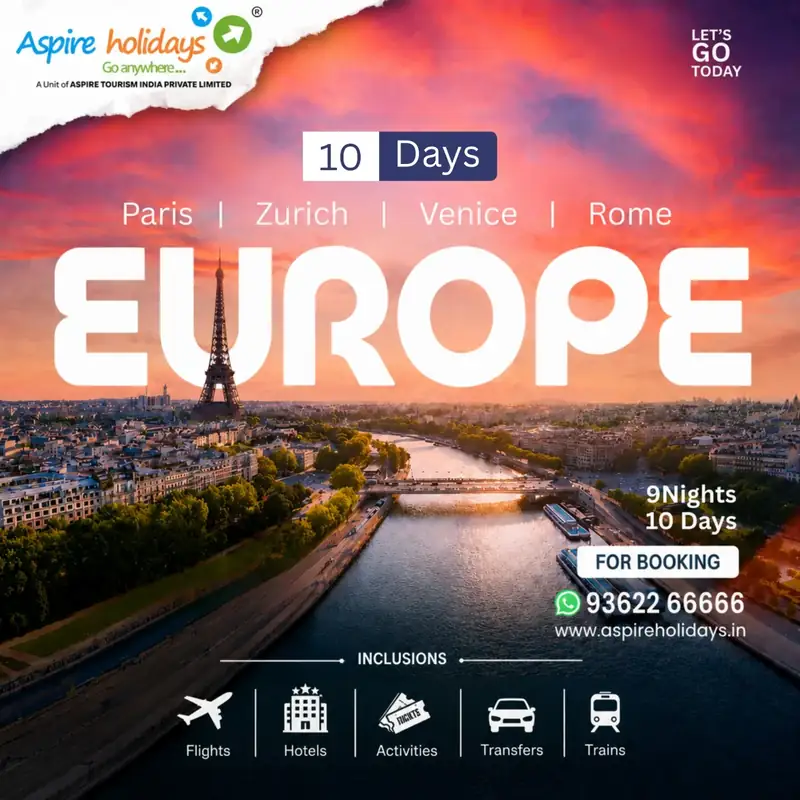 Aspire holidays ®
Go anywhere...
A Unit of ASPIRE TOURISM INDIA PRIVATE LIMITED
LET'S
GO
TODAY
10 Days
Paris | Zurich | Venice | Rome
EUROPE
9Nights
10 Days
FOR BOOKING
93622 66666
www.aspireholidays.in
INCLUSIONS
TICKETS
Flights | Hotels | Activities | Transfers | Trains